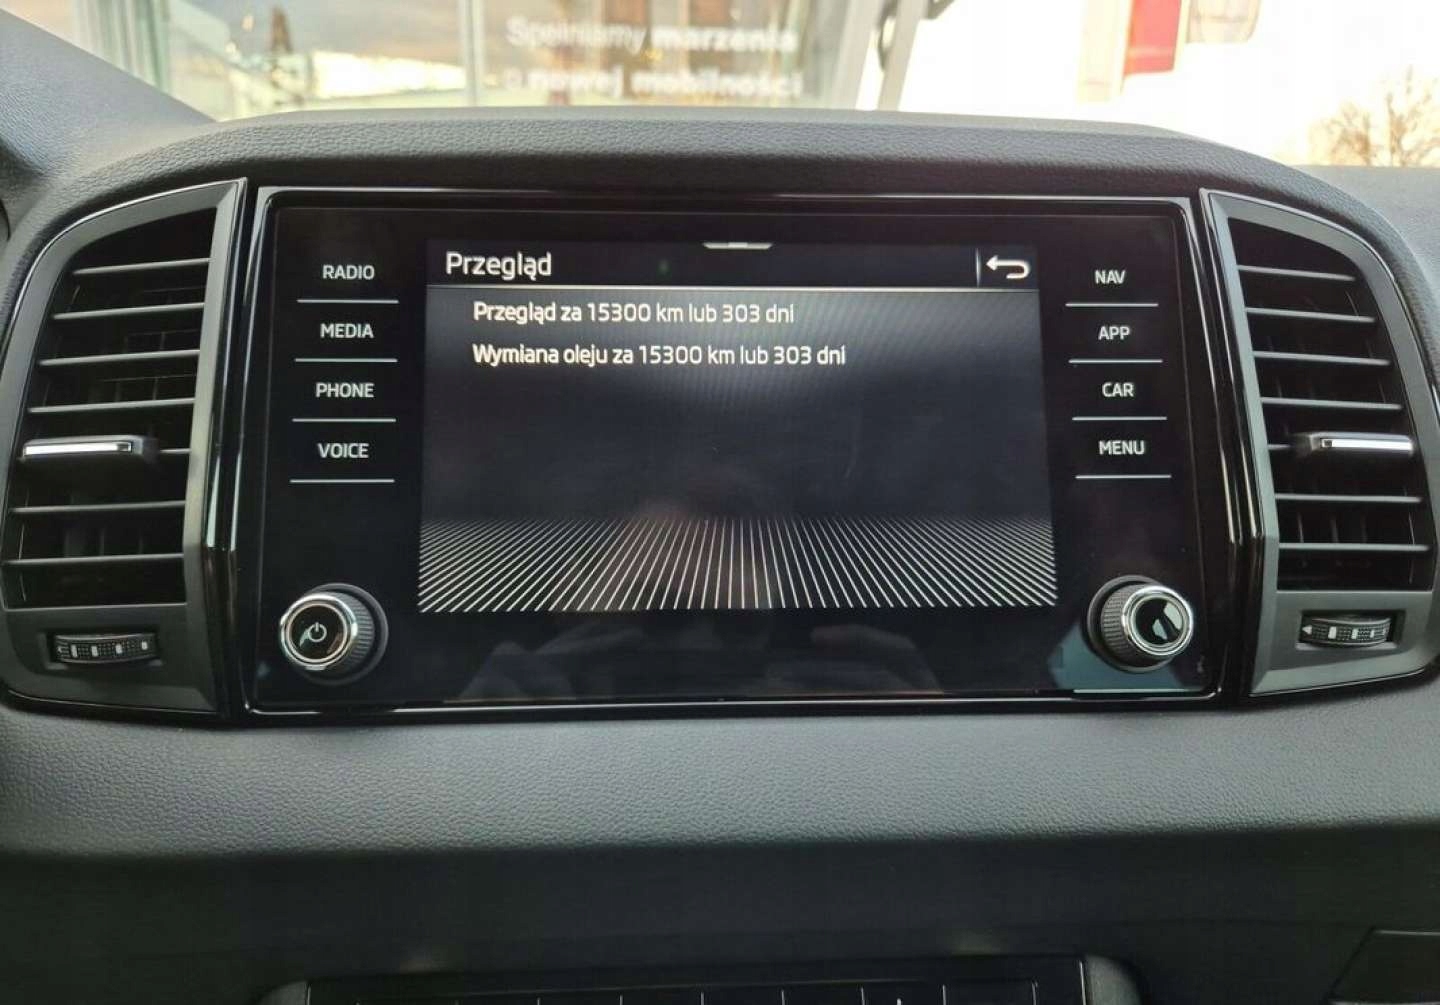 Spełniamy marzenia
o nowej mobilności
Przegląd
Przegląd za 15300 km lub 303 dni
Wymiana oleju za 15300 km lub 303 dni
RADIO
MEDIA
PHONE
VOICE
NAV
APP
CAR
MENU